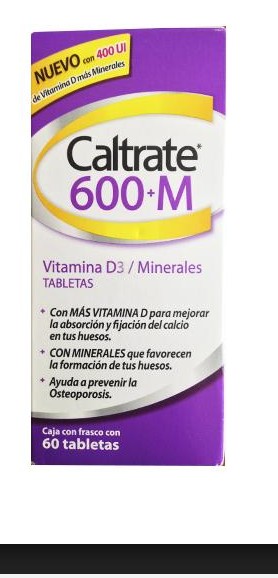 NUEVO con 400 UI
de Vitamina D más Minerales
Caltrate*
600+M
Vitamina D3 / Minerales
TABLETAS
+ Con MÁS VITAMINA D para mejorar
la absorción y fijación del calcio
en tus huesos.
+ CON MINERALES que favorecen
la formación de tus huesos.
+ Ayuda a prevenir la
Osteoporosis.
Caja con frasco con
60 tabletas